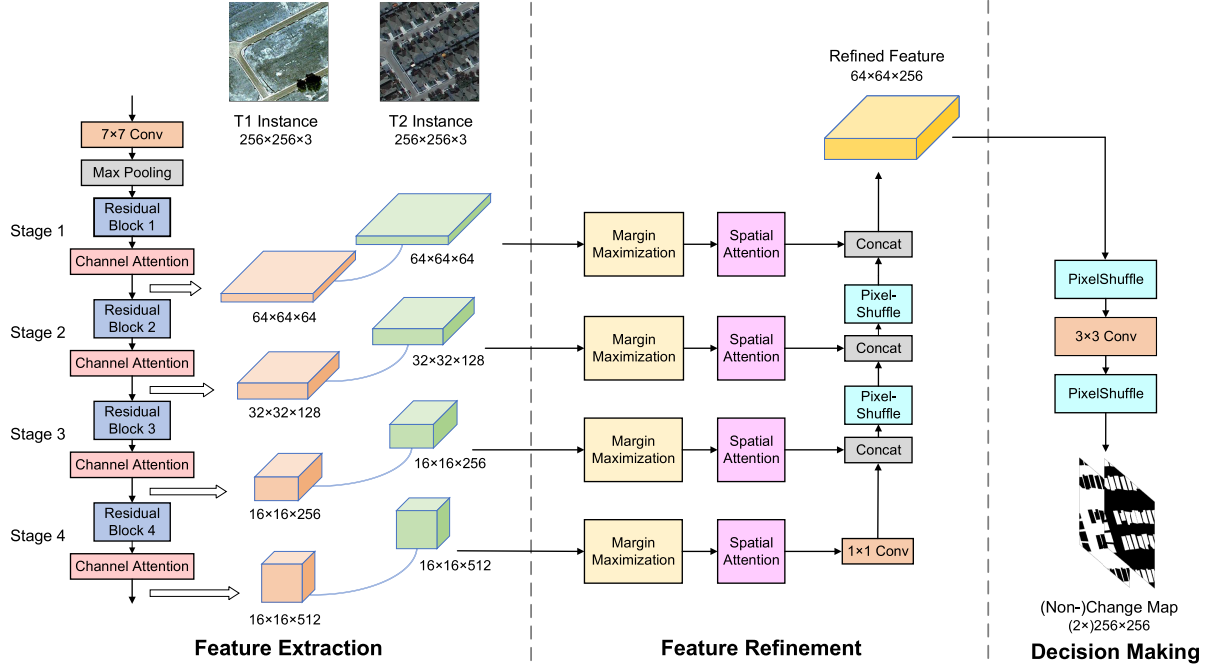 T1 Instance
256×256×3
T2 Instance
256×256×3
7×7 Conv
Max Pooling
Residual
Block 1
Stage 1
Channel Attention
64×64×64
64×64×64
Residual
Block 2
Stage 2
Channel Attention
32×32×128
32×32×128
Residual
Block 3
Stage 3
Channel Attention
16×16×256
16×16×256
Residual
Block 4
Stage 4
Channel Attention
16×16×512
16×16×512
Feature Extraction
Refined Feature
64×64×256
Margin
Maximization
Spatial
Attention
Concat
Pixel-
Shuffle
Margin
Maximization
Spatial
Attention
Concat
Pixel-
Shuffle
Margin
Maximization
Spatial
Attention
Concat
Margin
Maximization
Spatial
Attention
1×1 Conv
Feature Refinement
PixelShuffle
3×3 Conv
PixelShuffle
(Non-)Change Map
(2×)256×256
Decision Making